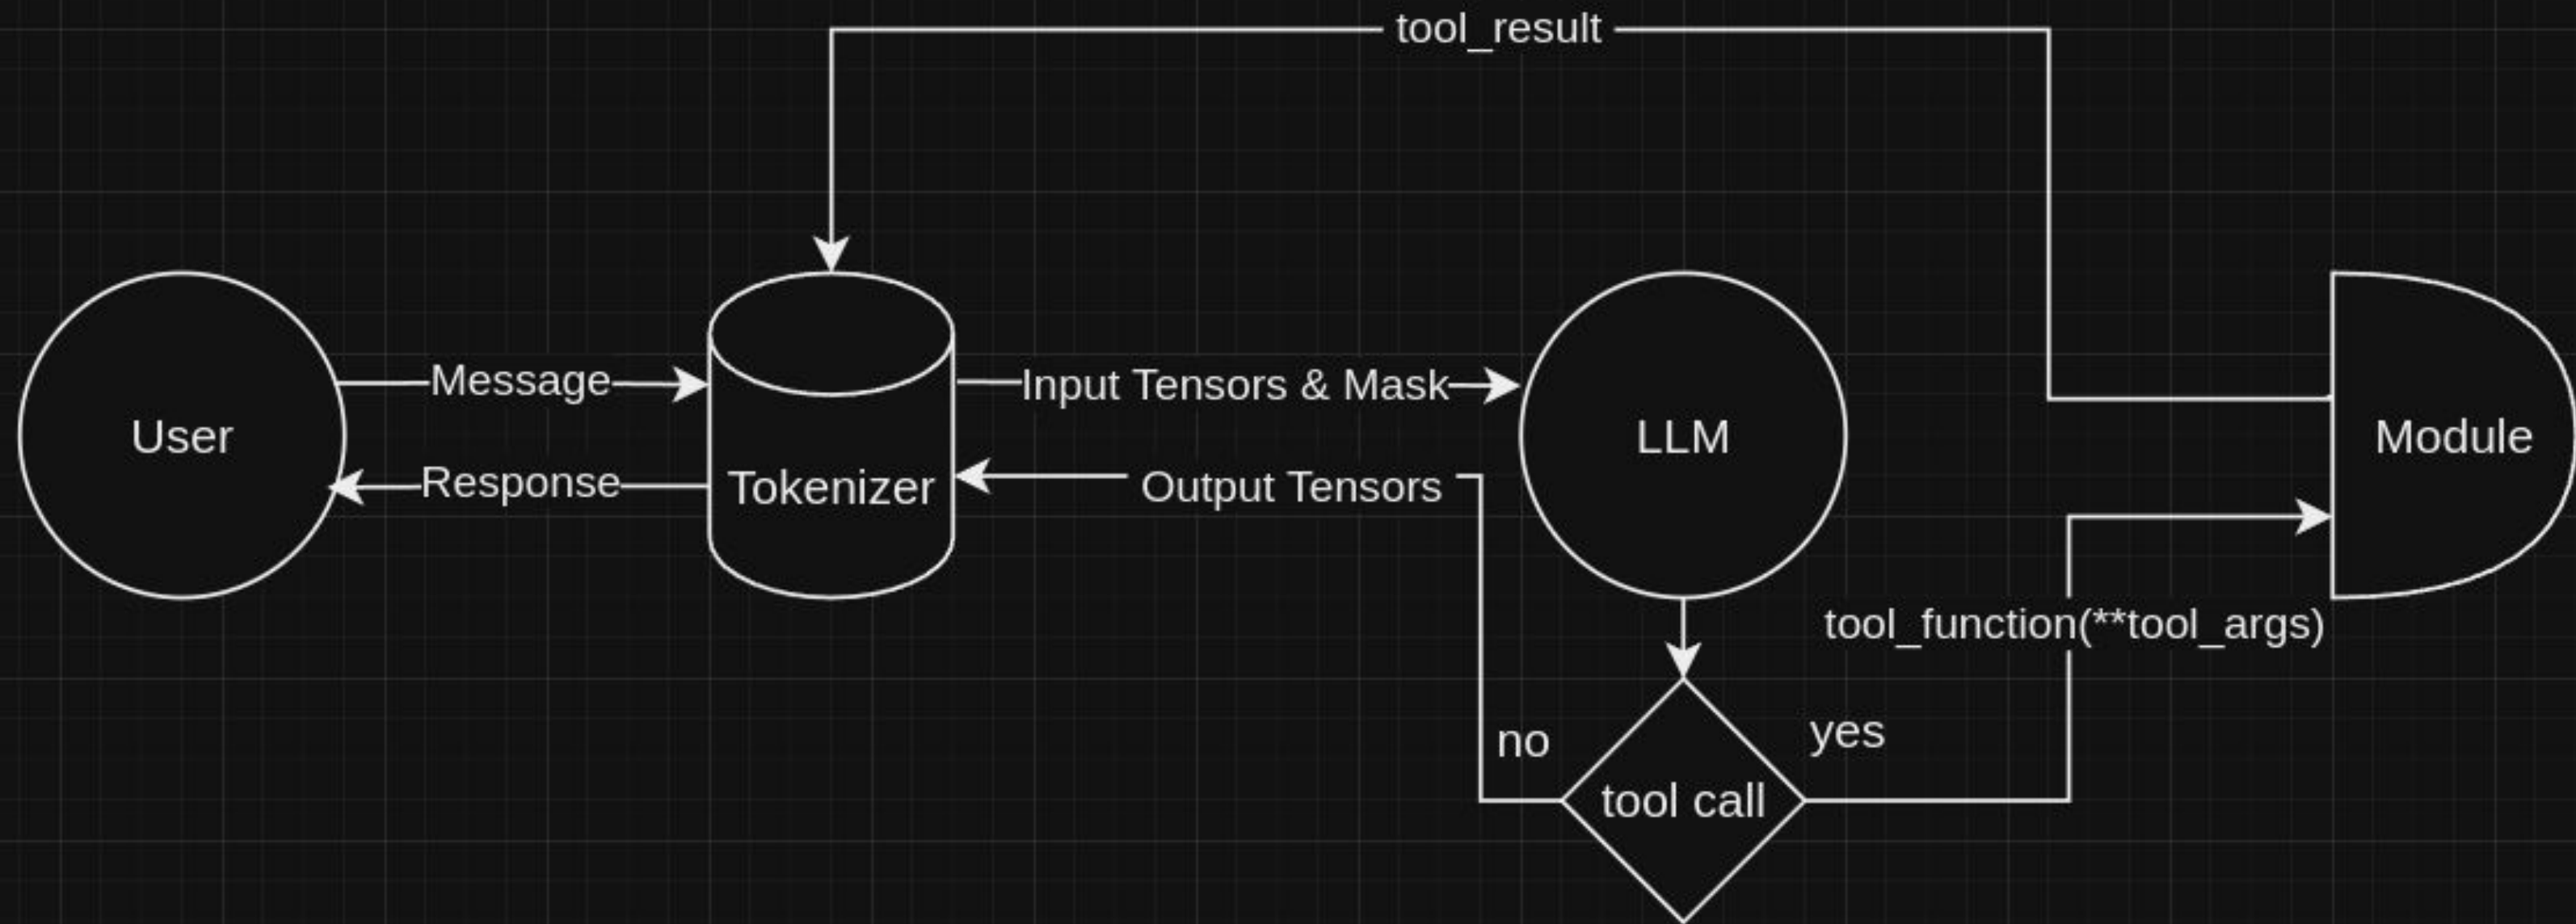 tool_result
Message
Input Tensors & Mask
User
LLM
Module
Response
Tokenizer
Output Tensors
tool_function(**tool_args)
no
yes
tool call